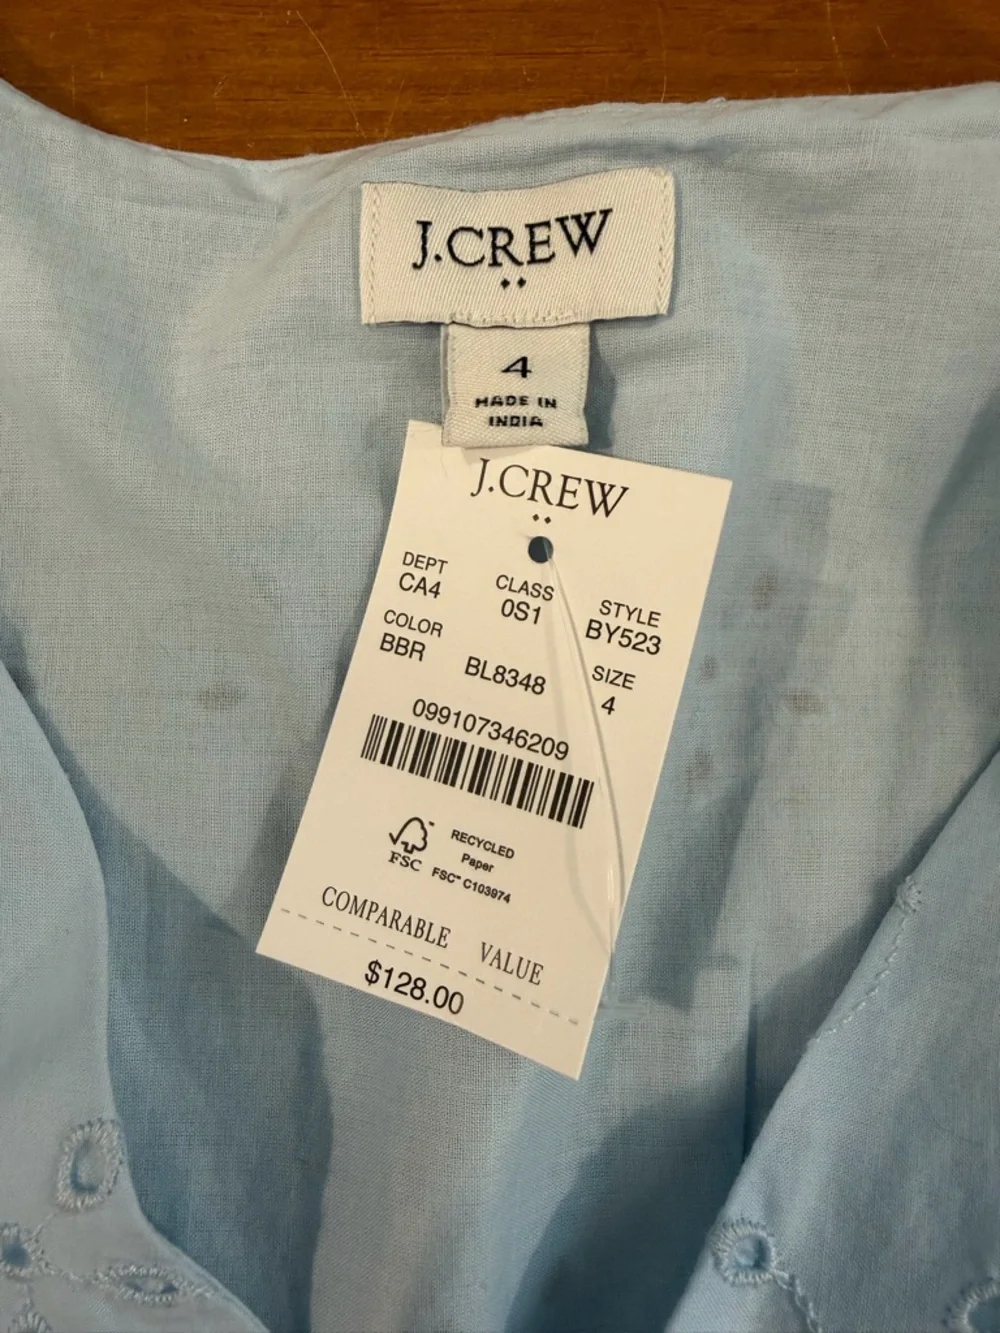 J.CREW
4
MADE IN
INDIA
J.CREW
DEPT CLASS STYLE
CA4 0S1 BY523
COLOR SIZE
BBR BL8348 4
099107346209
FSC
RECYCLED
Paper
FSC™ C103974
COMPARABLE VALUE
$128.00